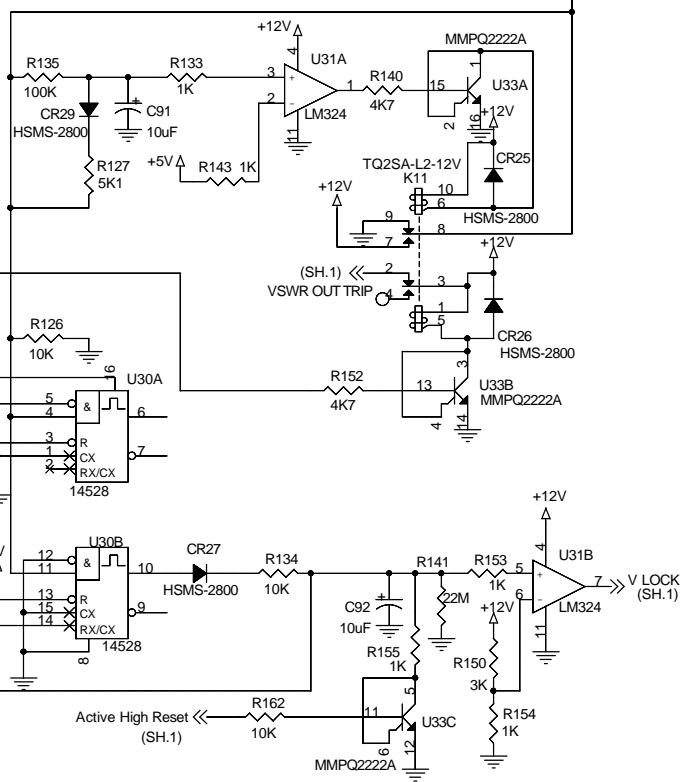 +12V
MMPQ2222A
U31A
4
R135
R133
3
+
1
R140
15
1
U33A
100K
1K
2
-
LM324
4K7
2
16
+12V
CR29
HSMS-2800
+
C91
10uF
11
+5V
R143 1K
TQ2SA-L2-12V
K11
CR25
R127
5K1
+12V
10
6
HSMS-2800
9
8
7
+12V
(SH.1)
2
3
VSWR OUT TRIP
4
1
5
CR26
HSMS-2800
R126
10K
3
16
U30A
R152
13
U33B
4K7
MMPQ2222A
4
14
5
4
&
6
3
R
1
CX
7
2
RX/CX
14528
+12V
4
U31B
U30B
CR27
12
11
&
10
R134
R141
R153
5
+
7
V LOCK
(SH.1)
HSMS-2800
10K
22M
1K
6
-
LM324
13
R
15
CX
9
14
RX/CX
14528
8
+
C92
10uF
+12V
11
R155
1K
R150
3K
R154
1K
5
Active High Reset
(SH.1)
R162
10K
11
U33C
6
12
MMPQ2222A